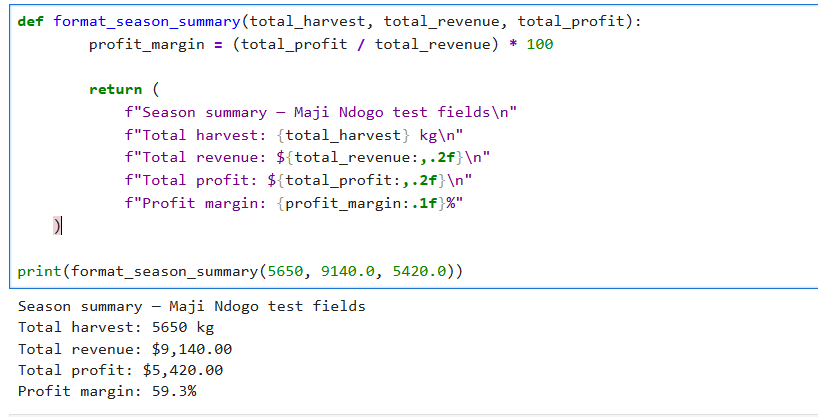 def format_season_summary(total_harvest, total_revenue, total_profit):
        profit_margin = (total_profit / total_revenue) * 100

        return (
            f"Season summary — Maji Ndogo test fields\n"
            f"Total harvest: {total_harvest} kg\n"
            f"Total revenue: ${total_revenue:,.2f}\n"
            f"Total profit: ${total_profit:,.2f}\n"
            f"Profit margin: {profit_margin:.1f}%"
    )

print(format_season_summary(5650, 9140.0, 5420.0))
Season summary — Maji Ndogo test fields
Total harvest: 5650 kg
Total revenue: $9,140.00
Total profit: $5,420.00
Profit margin: 59.3%